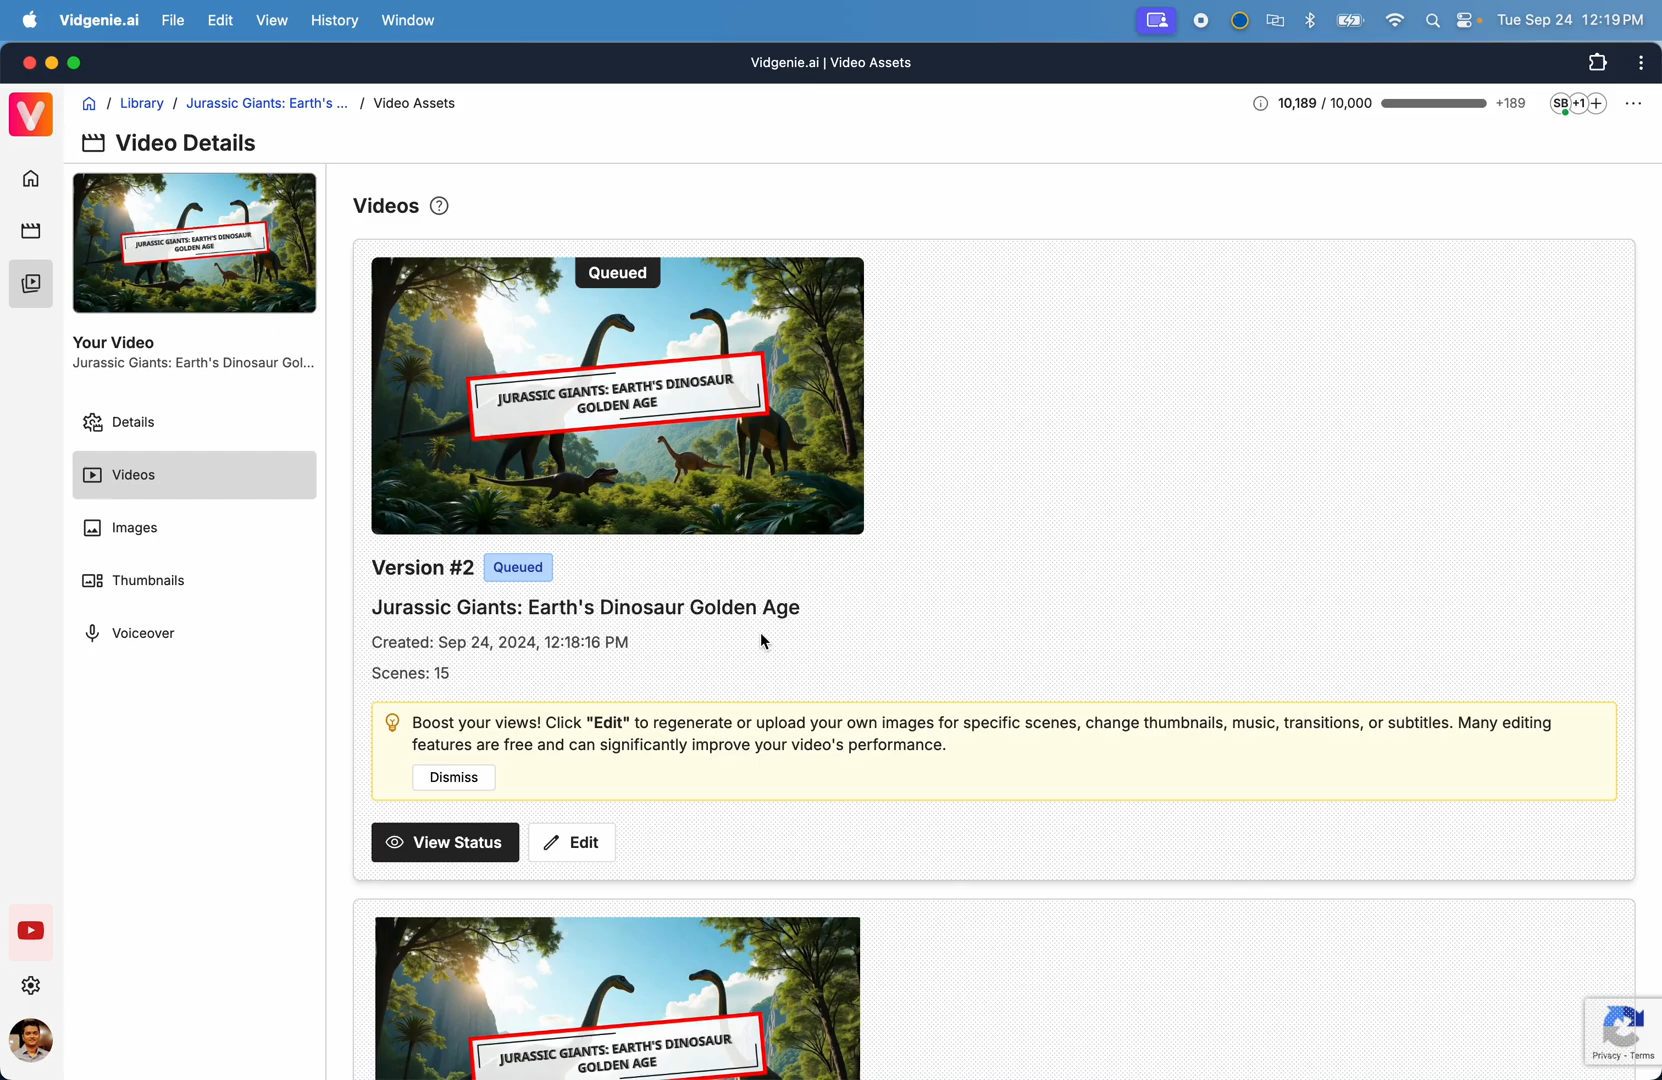 Vidgenie.ai File Edit View History Window Tue Sep 24 12:19 PM
Vidgenie.ai | Video Assets
/ Library / Jurassic Giants: Earth's ... / Video Assets
10,189 / 10,000 +189 SB +1
Video Details
JURASSIC GIANTS: EARTH'S DINOSAUR
GOLDEN AGE
Your Video
Jurassic Giants: Earth's Dinosaur Gol...
Details
Videos
Images
Thumbnails
Voiceover
Videos
Queued
JURASSIC GIANTS: EARTH'S DINOSAUR
GOLDEN AGE
Version #2 Queued
Jurassic Giants: Earth's Dinosaur Golden Age
Created: Sep 24, 2024, 12:18:16 PM
Scenes: 15
Boost your views! Click "Edit" to regenerate or upload your own images for specific scenes, change thumbnails, music, transitions, or subtitles. Many editing
features are free and can significantly improve your video's performance.
Dismiss
View Status Edit
JURASSIC GIANTS: EARTH'S DINOSAUR
GOLDEN AGE
Privacy - Terms